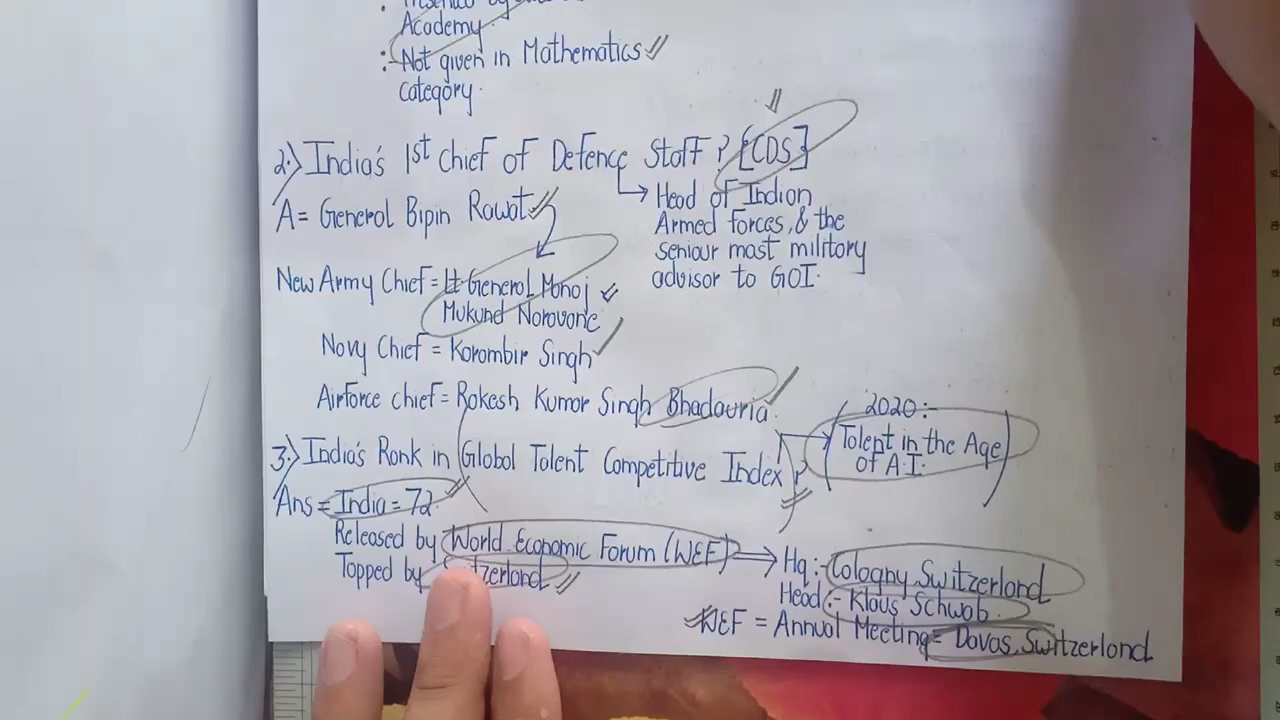 Academy.
:- Not given in Mathematics
category.
2.) India's 1st Chief of Defence Staff ? [CDS]
Head of Indian
Armed forces, & the
seniour most military
advisor to GOI.
A = General Bipin Rawat
New Army Chief = Lt General Manoj
Mukund Naravane
Navy Chief = Karambir Singh
Airforce chief = Rakesh Kumar Singh Bhadauria
3.) India's Rank in Global Talent Competitive Index ?
2020:-
Talent in the Age
of A.I.
Ans = India = 72
Released by World Economic Forum (WEF)
Hq :- Cologny, Switzerland
Head :- Klaus Schwab.
Topped by
WEF = Annual Meeting = Davos, Switzerland